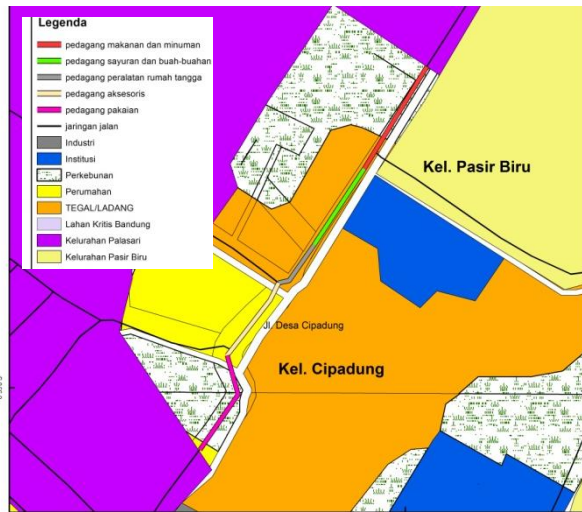 Legenda
pedagang makanan dan minuman
pedagang sayuran dan buah-buahan
pedagang peralatan rumah tangga
pedagang aksesoris
pedagang pakaian
jaringan jalan
Industri
Institusi
Perkebunan
Perumahan
TEGAL/LADANG
Lahan Kritis Bandung
Kelurahan Palasari
Kelurahan Pasir Biru
Kel. Pasir Biru
Jl. Desa Cipadung
Kel. Cipadung